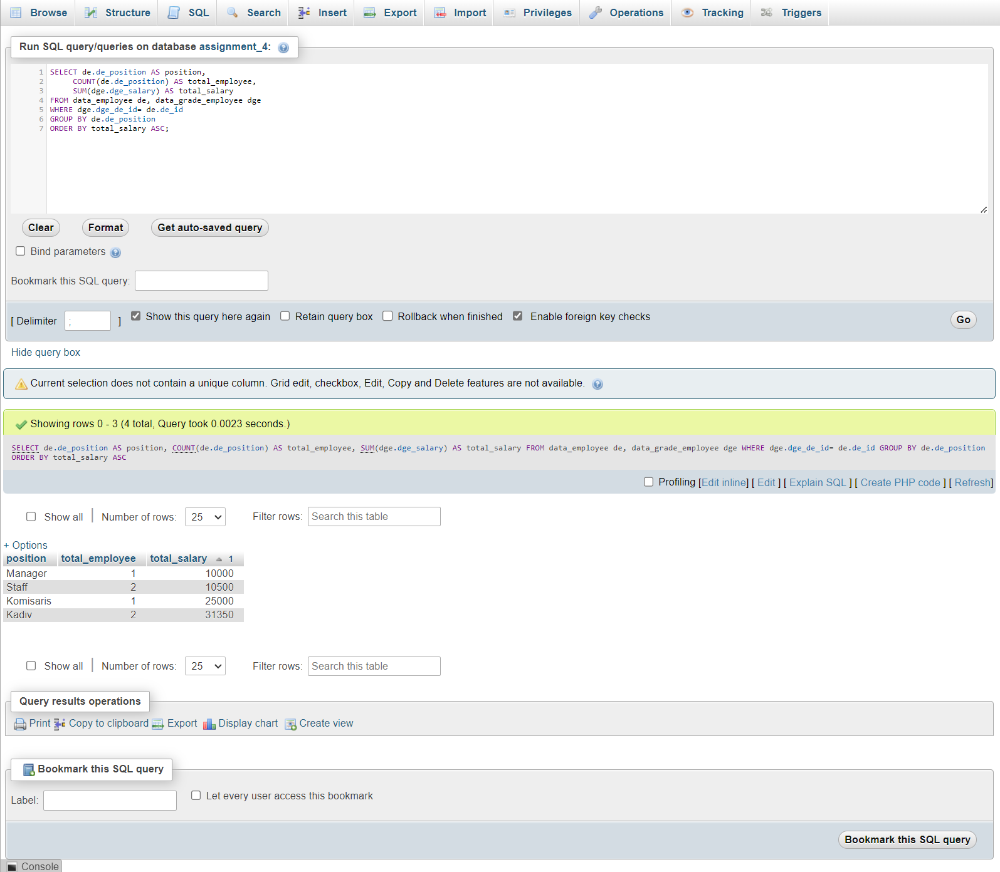 Browse Structure SQL Search Insert Export Import Privileges Operations Tracking Triggers
Run SQL query/queries on database assignment_4:
1 SELECT de.de_position AS position,
2 COUNT(de.de_position) AS total_employee,
3 SUM(dge.dge_salary) AS total_salary
4 FROM data_employee de, data_grade_employee dge
5 WHERE dge.dge_de_id= de.de_id
6 GROUP BY de.de_position
7 ORDER BY total_salary ASC;
Clear Format Get auto-saved query
Bind parameters
Bookmark this SQL query:
[ Delimiter ; ] Show this query here again Retain query box Rollback when finished Enable foreign key checks Go
Hide query box
Current selection does not contain a unique column. Grid edit, checkbox, Edit, Copy and Delete features are not available.
Showing rows 0 - 3 (4 total, Query took 0.0023 seconds.)
SELECT de.de_position AS position, COUNT(de.de_position) AS total_employee, SUM(dge.dge_salary) AS total_salary FROM data_employee de, data_grade_employee dge WHERE dge.dge_de_id= de.de_id GROUP BY de.de_position
ORDER BY total_salary ASC
Profiling [Edit inline] [ Edit ] [ Explain SQL ] [ Create PHP code ] [ Refresh]
Show all Number of rows: 25 Filter rows: Search this table
+ Options
position total_employee total_salary 1
Manager 1 10000
Staff 2 10500
Komisaris 1 25000
Kadiv 2 31350
Show all Number of rows: 25 Filter rows: Search this table
Query results operations
Print Copy to clipboard Export Display chart Create view
Bookmark this SQL query
Label: Let every user access this bookmark
Bookmark this SQL query
Console